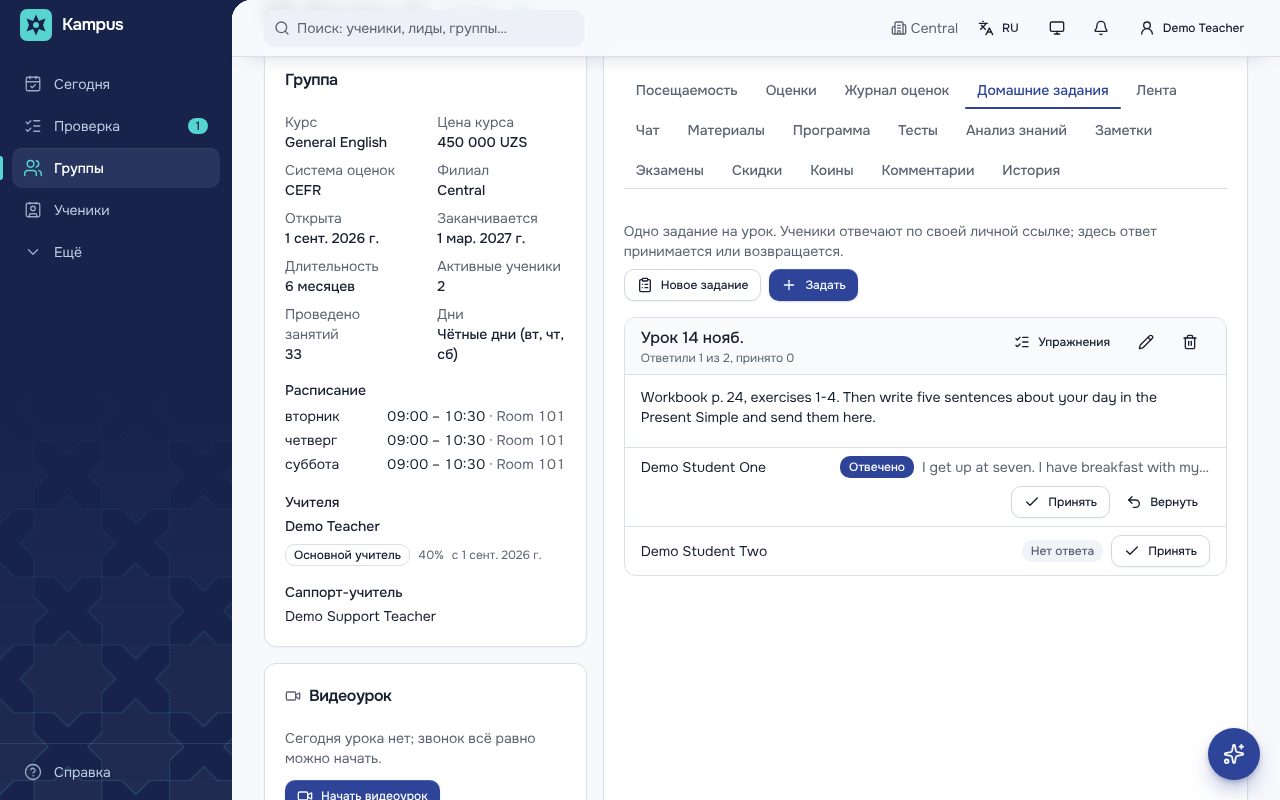 Kampus
Сегодня
Проверка 1
Группы
Ученики
Ещё
Справка
Поиск: ученики, лиды, группы...
Central
RU
Demo Teacher
Группа
Курс
General English
Цена курса
450 000 UZS
Система оценок
CEFR
Филиал
Central
Открыта
1 сент. 2026 г.
Заканчивается
1 мар. 2027 г.
Длительность
6 месяцев
Активные ученики
2
Проведено
занятий
33
Дни
Чётные дни (вт, чт,
сб)
Расписание
вторник 09:00 – 10:30 · Room 101
четверг 09:00 – 10:30 · Room 101
суббота 09:00 – 10:30 · Room 101
Учителя
Demo Teacher
Основной учитель 40% с 1 сент. 2026 г.
Саппорт-учитель
Demo Support Teacher
Видеоурок
Сегодня урока нет; звонок всё равно
можно начать.
Начать видеоурок
Посещаемость Оценки Журнал оценок Домашние задания Лента
Чат Материалы Программа Тесты Анализ знаний Заметки
Экзамены Скидки Коины Комментарии История
Одно задание на урок. Ученики отвечают по своей личной ссылке; здесь ответ
принимается или возвращается.
Новое задание
Задать
Урок 14 нояб.
Ответили 1 из 2, принято 0
Упражнения
Workbook p. 24, exercises 1-4. Then write five sentences about your day in the
Present Simple and send them here.
Demo Student One Отвечено I get up at seven. I have breakfast with my...
Принять Вернуть
Demo Student Two Нет ответа Принять